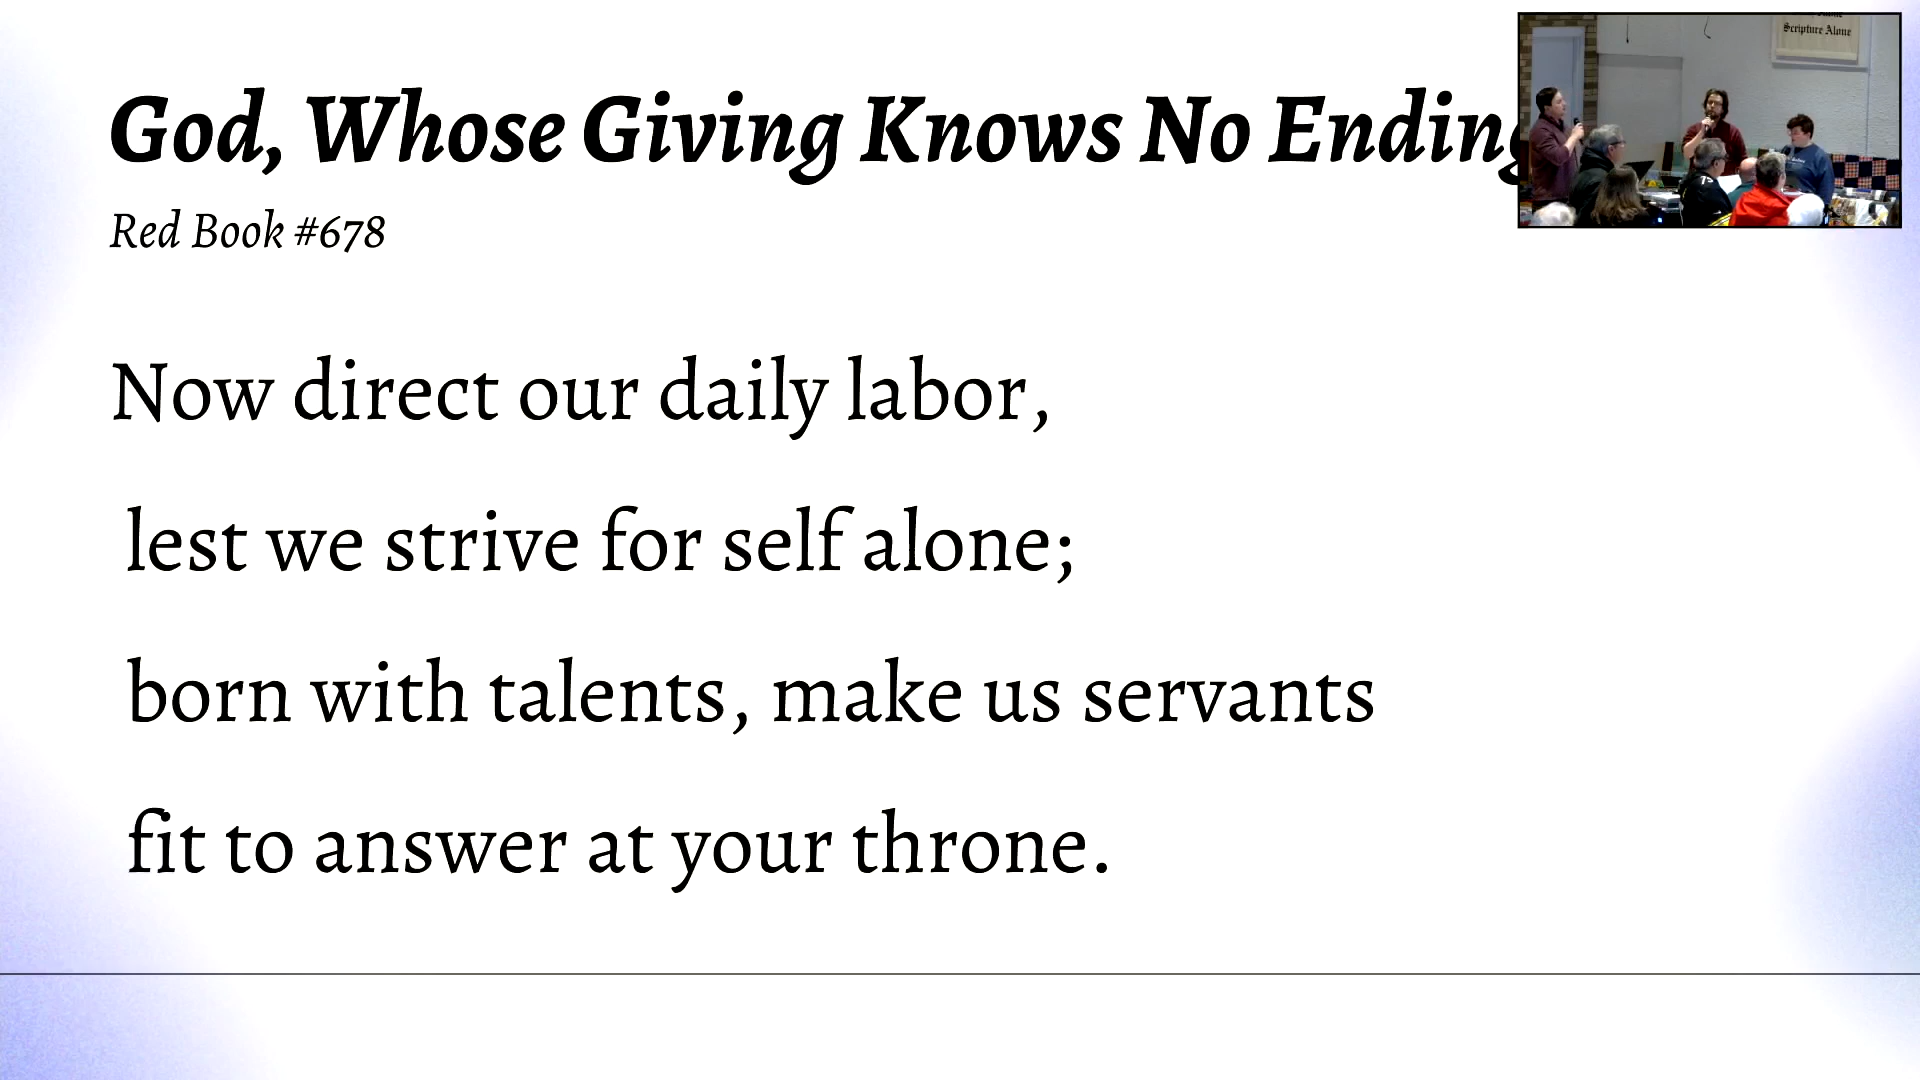 God, Whose Giving Knows No Ending
Red Book #678
Now direct our daily labor,
lest we strive for self alone;
born with talents, make us servants
fit to answer at your throne.
Scripture Alone